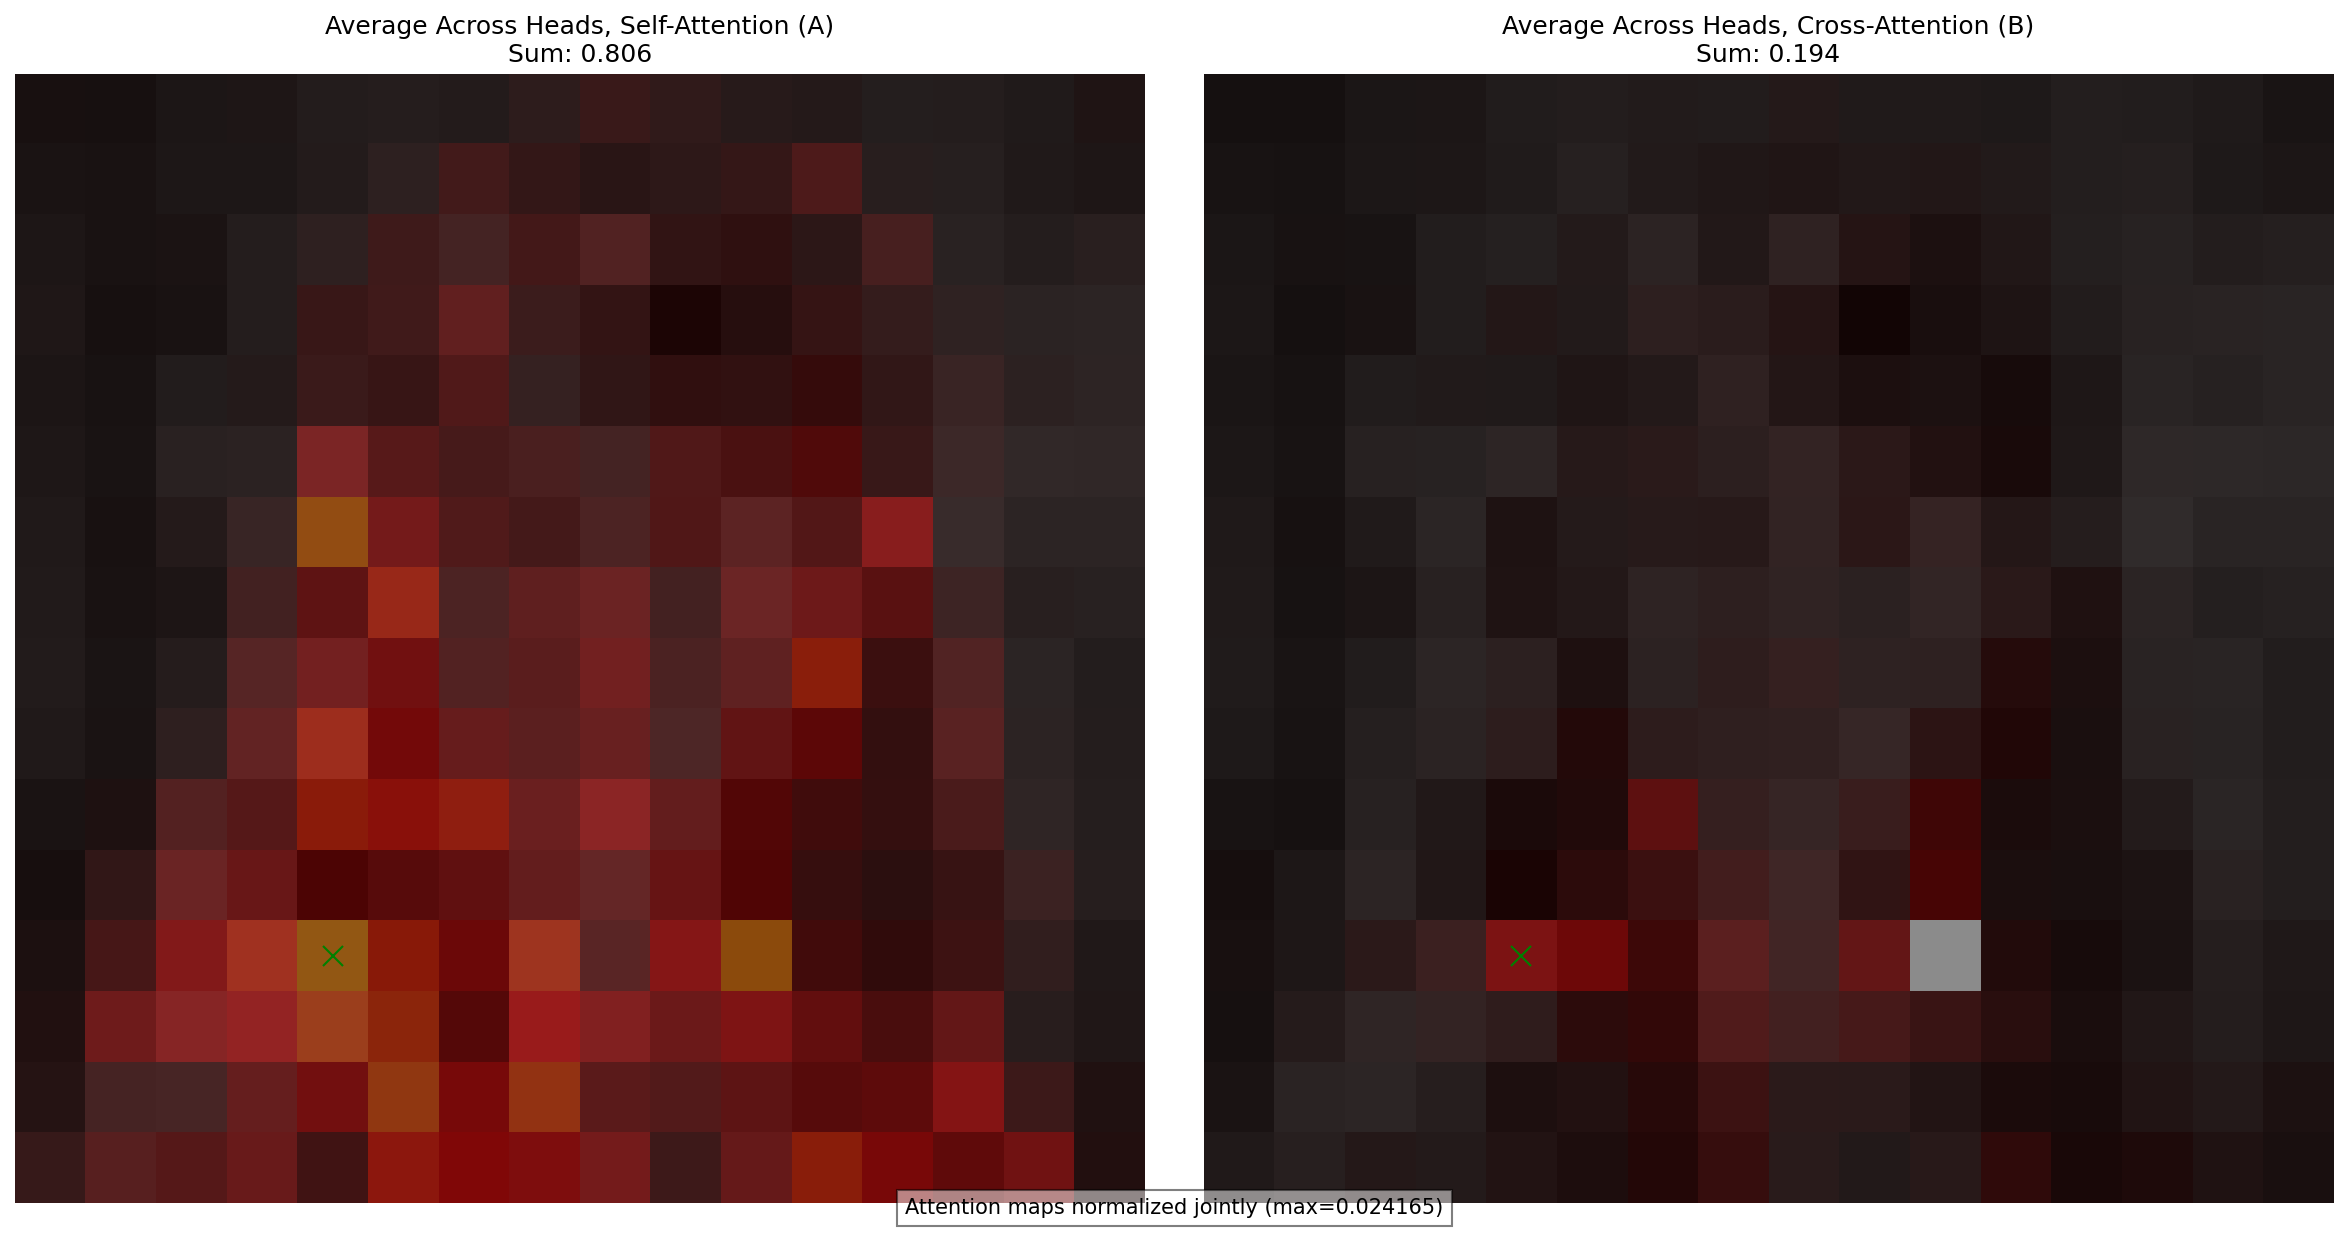 Average Across Heads, Self-Attention (A)
Sum: 0.806
Average Across Heads, Cross-Attention (B)
Sum: 0.194
Attention maps normalized jointly (max=0.024165)